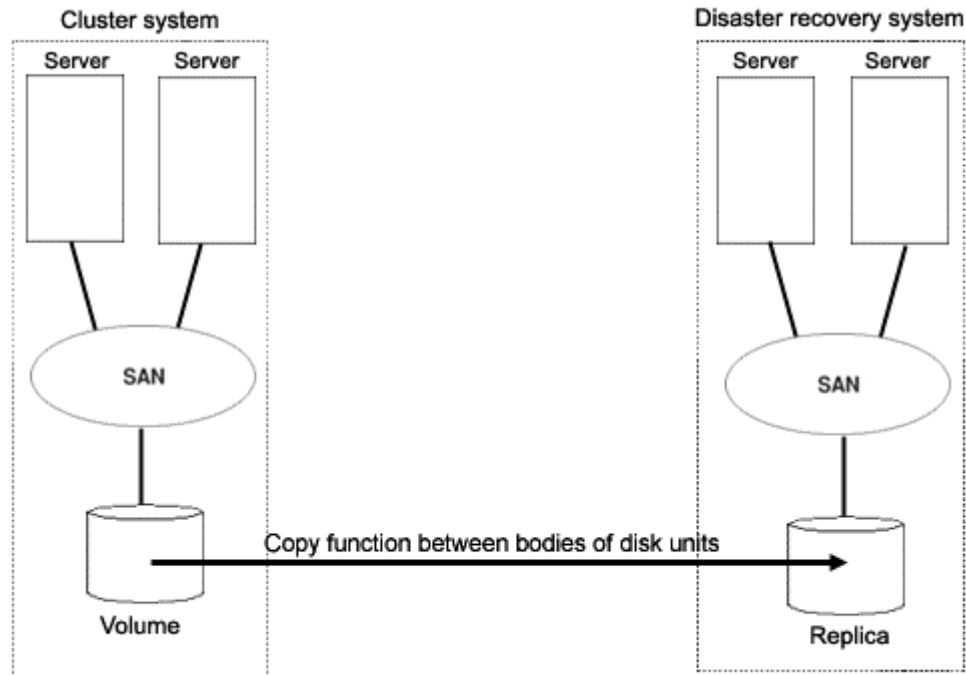 Cluster system
Disaster recovery system
Server
Server
Server
Server
SAN
SAN
Copy function between bodies of disk units
Volume
Replica